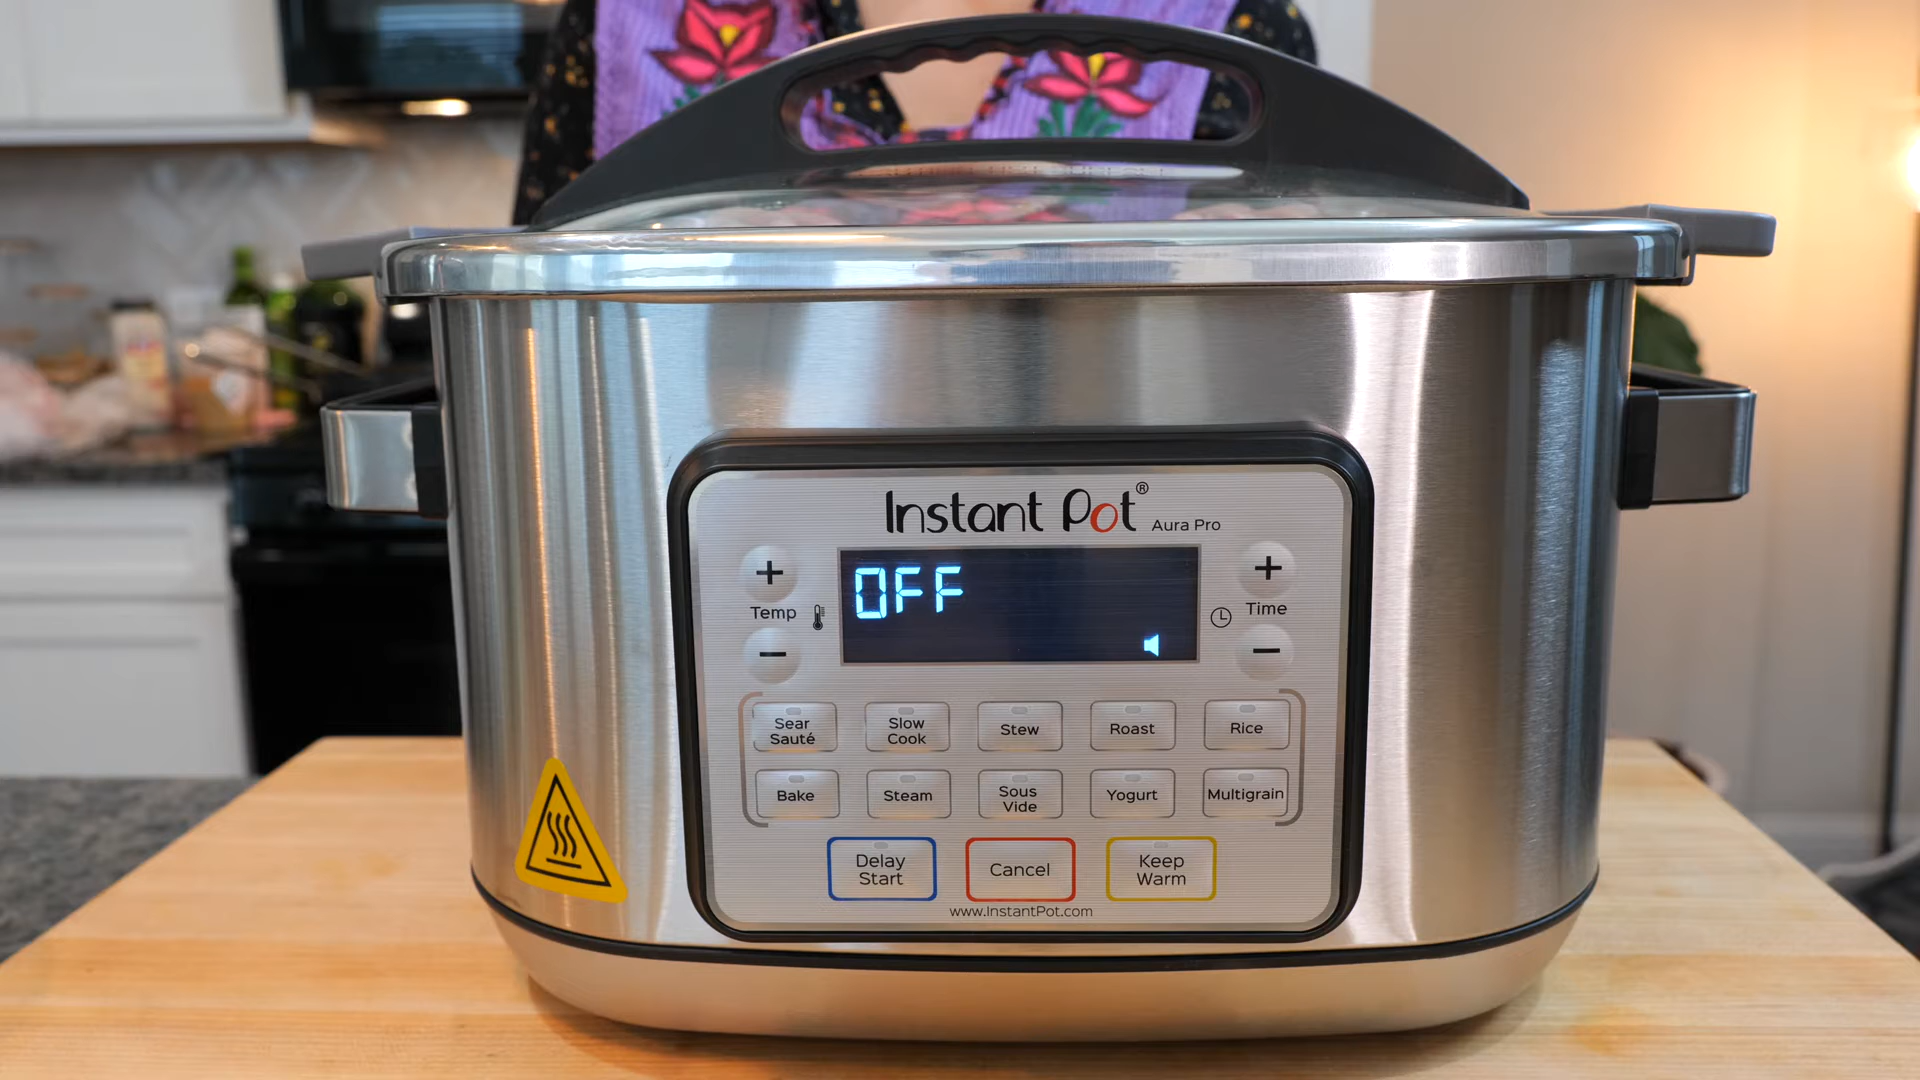 Instant Pot® Aura Pro
+
Temp
−
OFF
+
Time
−
Sear Sauté
Slow Cook
Stew
Roast
Rice
Bake
Steam
Sous Vide
Yogurt
Multigrain
Delay Start
Cancel
Keep Warm
www.InstantPot.com